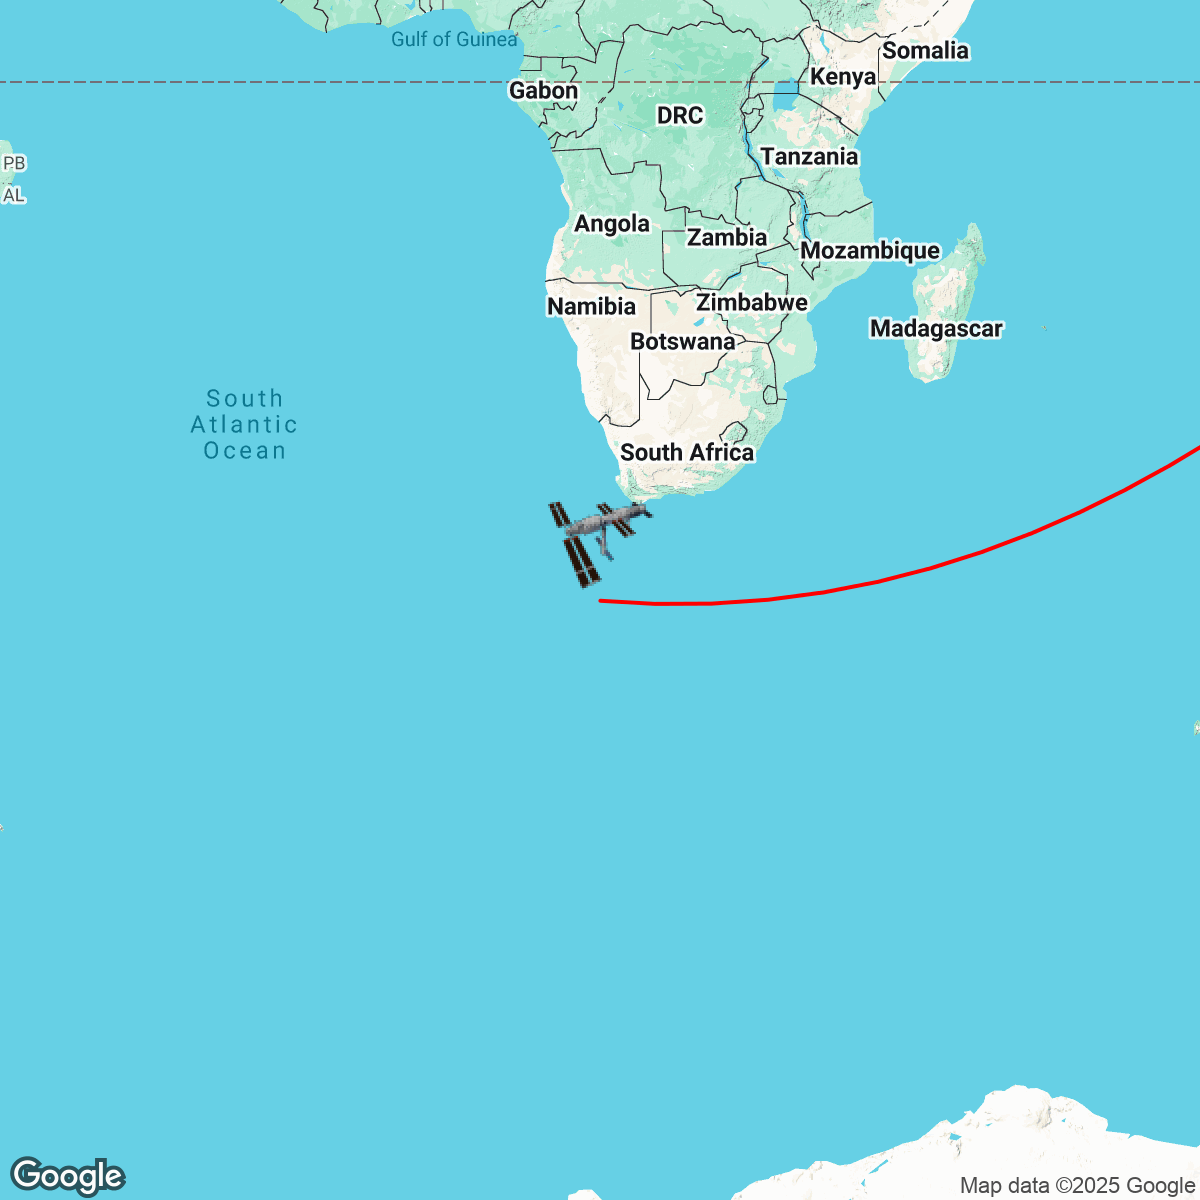 Gulf of Guinea
Somalia
Kenya
Gabon
DRC
Tanzania
PB
AL
Angola
Zambia
Mozambique
Namibia
Zimbabwe
Madagascar
Botswana
South
Atlantic
Ocean
South Africa
Google
Map data ©2025 Google